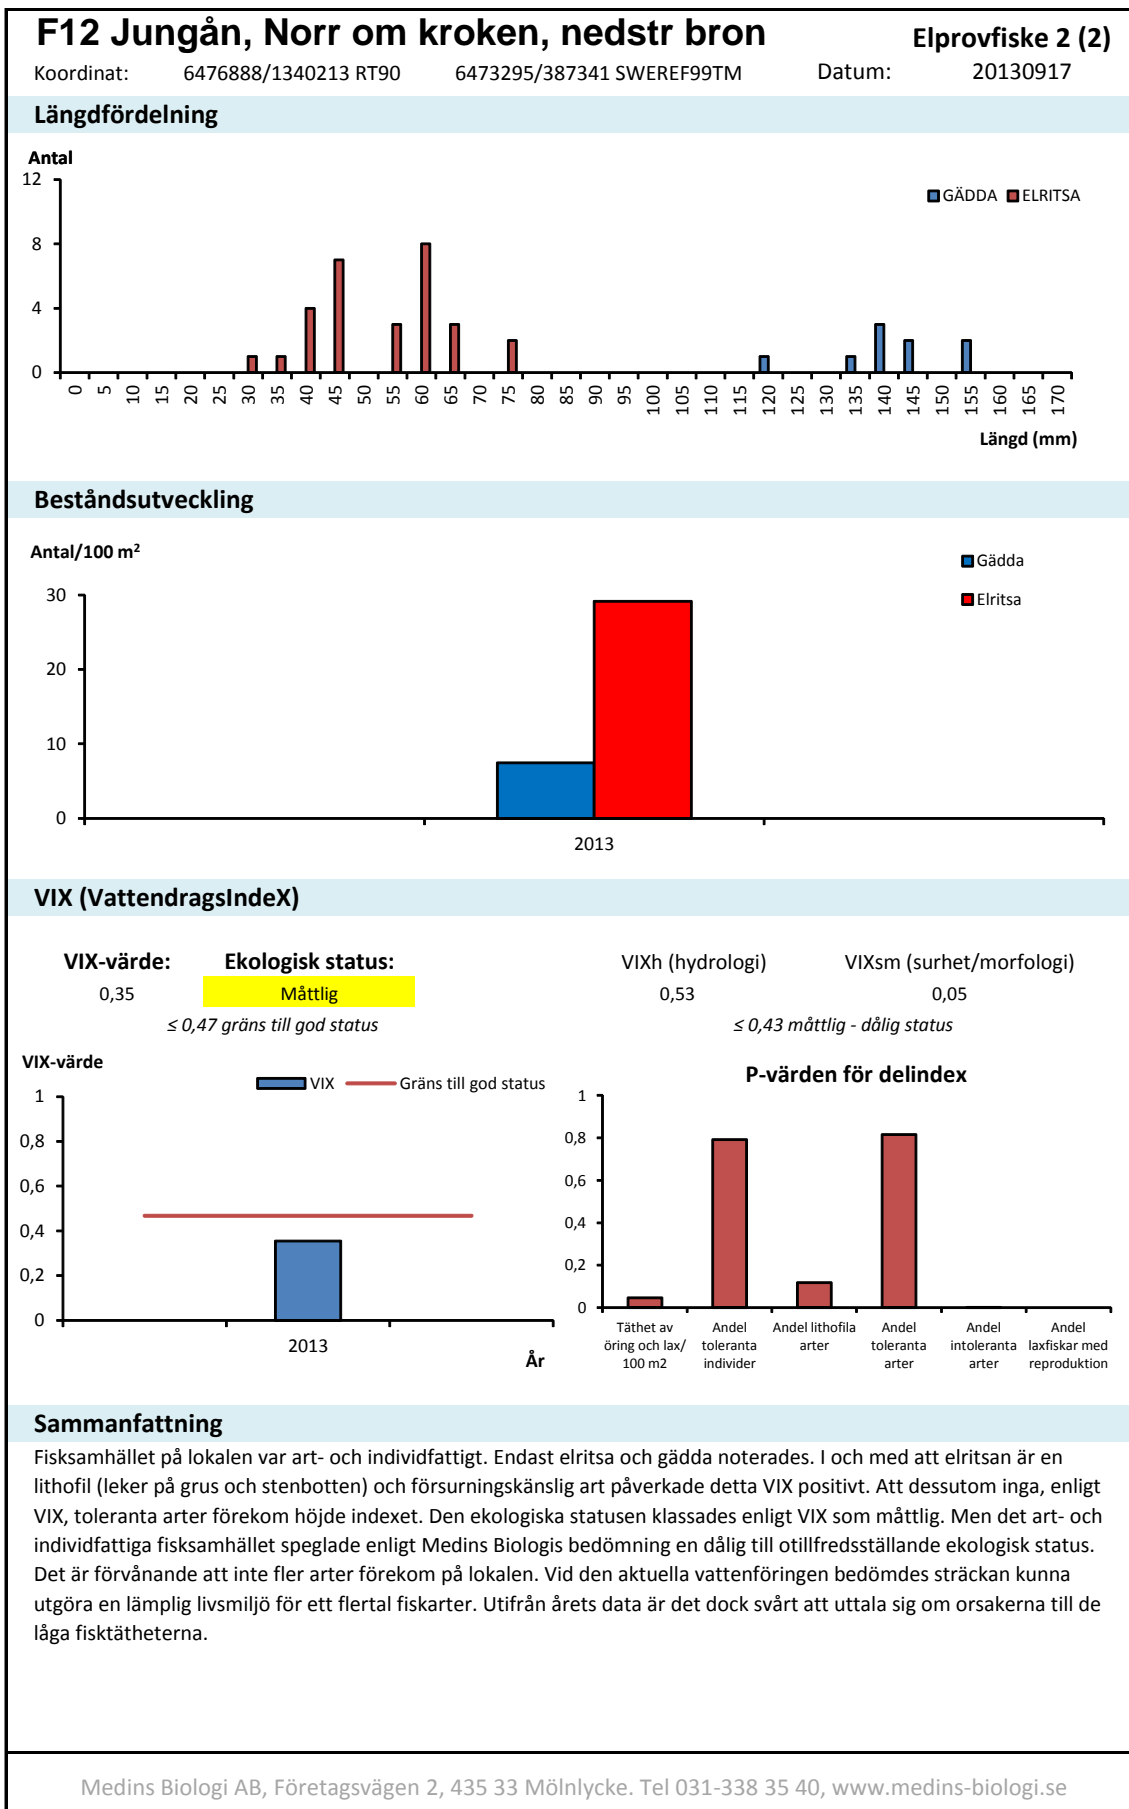 F12 Jungån, Norr om kroken, nedstr bron
Elprovfiske 2 (2)
Koordinat: 6476888/1340213 RT90 6473295/387341 SWEREF99TM Datum: 20130917
Längdfördelning
Antal
12
8
4
0
GÄDDA ELRITSA
0 5 10 15 20 25 30 35 40 45 50 55 60 65 70 75 80 85 90 95 100 105 110 115 120 125 130 135 140 145 150 155 160 165 170
Längd (mm)
Beståndsutveckling
Antal/100 m²
Gädda
Elritsa
30
20
10
0
2013
VIX (VattendragsIndeX)
VIX-värde: Ekologisk status: VIXh (hydrologi) VIXsm (surhet/morfologi)
0,35 Måttlig 0,53 0,05
≤ 0,47 gräns till god status ≤ 0,43 måttlig - dålig status
VIX-värde
VIX Gräns till god status
1
0,8
0,6
0,4
0,2
0
2013
År
P-värden för delindex
1
0,8
0,6
0,4
0,2
0
Täthet av öring och lax/ 100 m2
Andel toleranta individer
Andel lithofila arter
Andel toleranta arter
Andel intoleranta arter
Andel laxfiskar med reproduktion
Sammanfattning
Fisksamhället på lokalen var art- och individfattigt. Endast elritsa och gädda noterades. I och med att elritsan är en
lithofil (leker på grus och stenbotten) och försurningskänslig art påverkade detta VIX positivt. Att dessutom inga, enligt
VIX, toleranta arter förekom höjde indexet. Den ekologiska statusen klassades enligt VIX som måttlig. Men det art- och
individfattiga fisksamhället speglade enligt Medins Biologis bedömning en dålig till otillfredsställande ekologisk status.
Det är förvånande att inte fler arter förekom på lokalen. Vid den aktuella vattenföringen bedömdes sträckan kunna
utgöra en lämplig livsmiljö för ett flertal fiskarter. Utifrån årets data är det dock svårt att uttala sig om orsakerna till de
låga fisktätheterna.
Medins Biologi AB, Företagsvägen 2, 435 33 Mölnlycke. Tel 031-338 35 40, www.medins-biologi.se